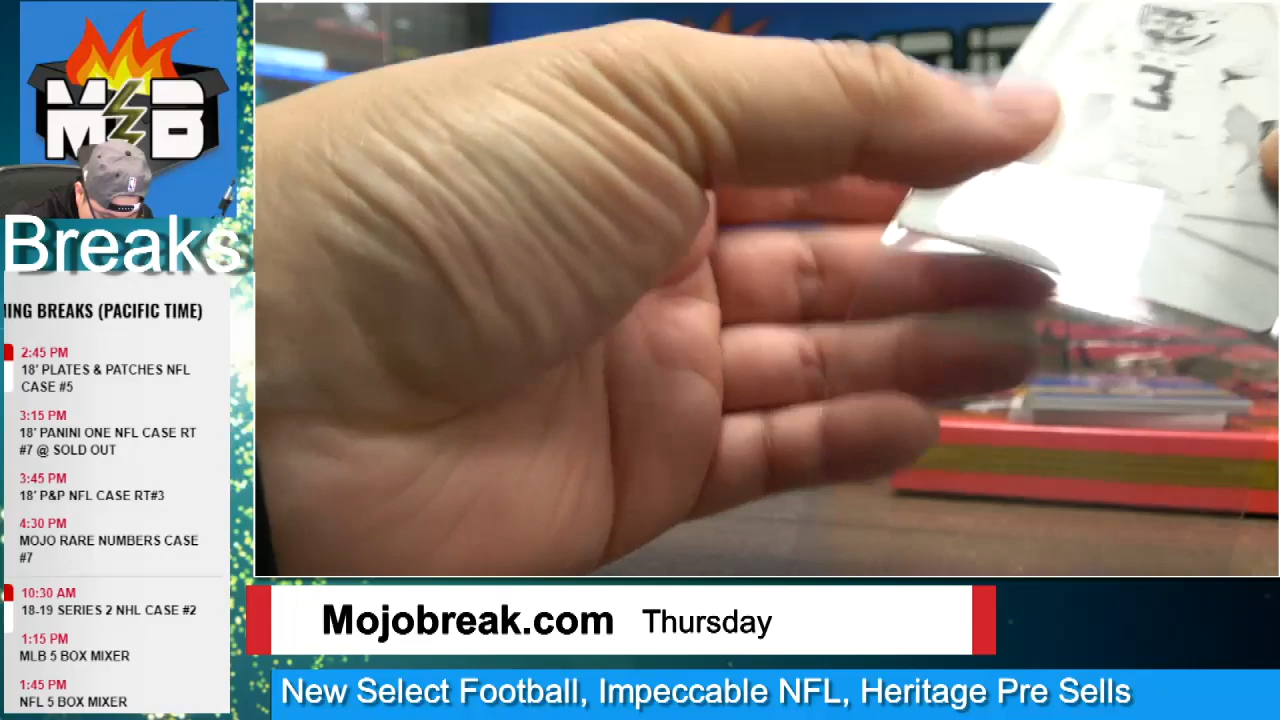 M B
Breaks
ING BREAKS (PACIFIC TIME)
2:45 PM
18' PLATES & PATCHES NFL
CASE #5
3:15 PM
18' PANINI ONE NFL CASE RT
#7 @ SOLD OUT
3:45 PM
18' P&P NFL CASE RT#3
4:30 PM
MOJO RARE NUMBERS CASE
#7
10:30 AM
18-19 SERIES 2 NHL CASE #2
1:15 PM
MLB 5 BOX MIXER
1:45 PM
NFL 5 BOX MIXER
Mojobreak.com Thursday
New Select Football, Impeccable NFL, Heritage Pre Sells